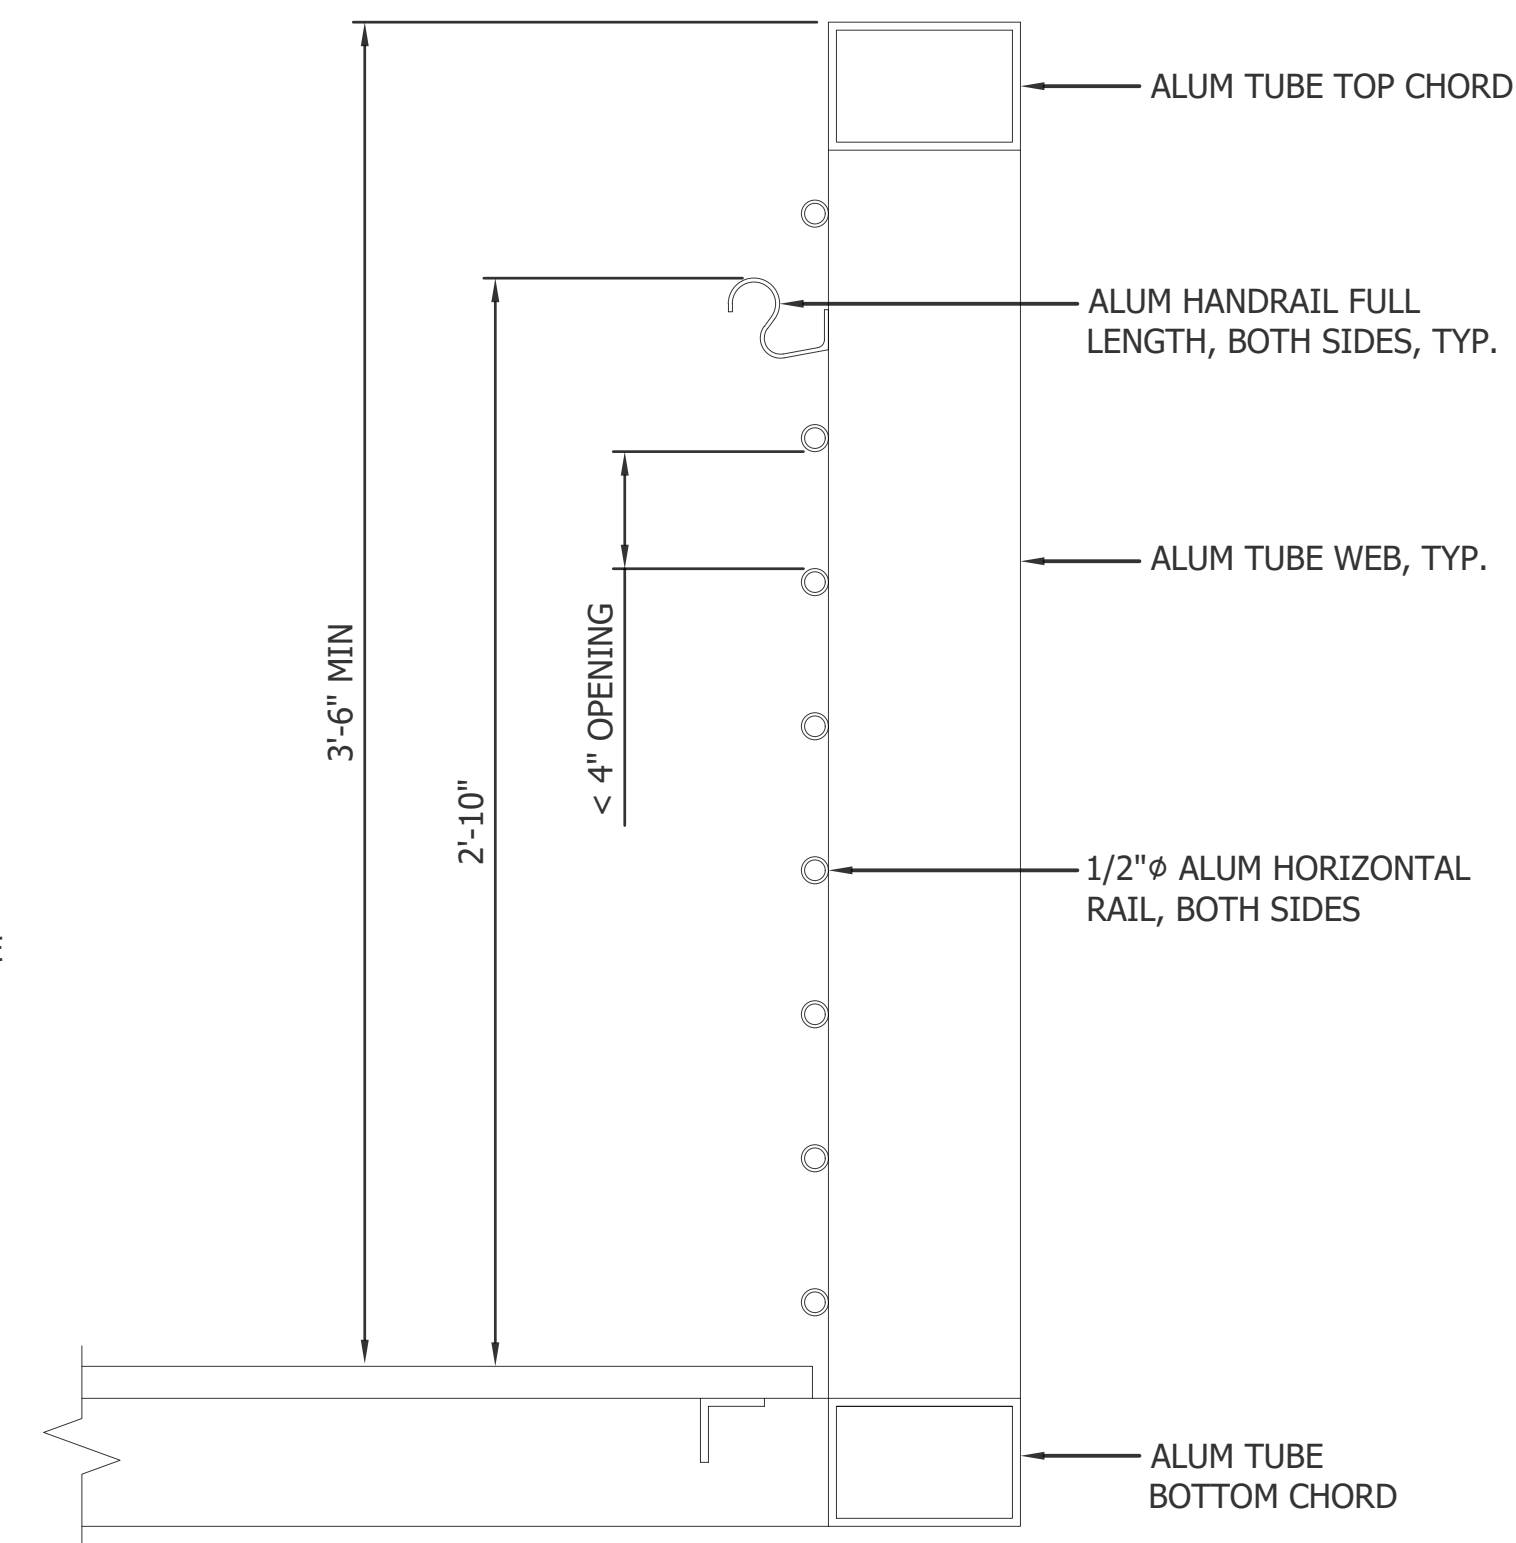 ALUM TUBE TOP CHORD
ALUM HANDRAIL FULL
LENGTH, BOTH SIDES, TYP.
ALUM TUBE WEB, TYP.
3'-6" MIN
2'-10"
< 4" OPENING
1/2"⌀ ALUM HORIZONTAL
RAIL, BOTH SIDES
ALUM TUBE
BOTTOM CHORD